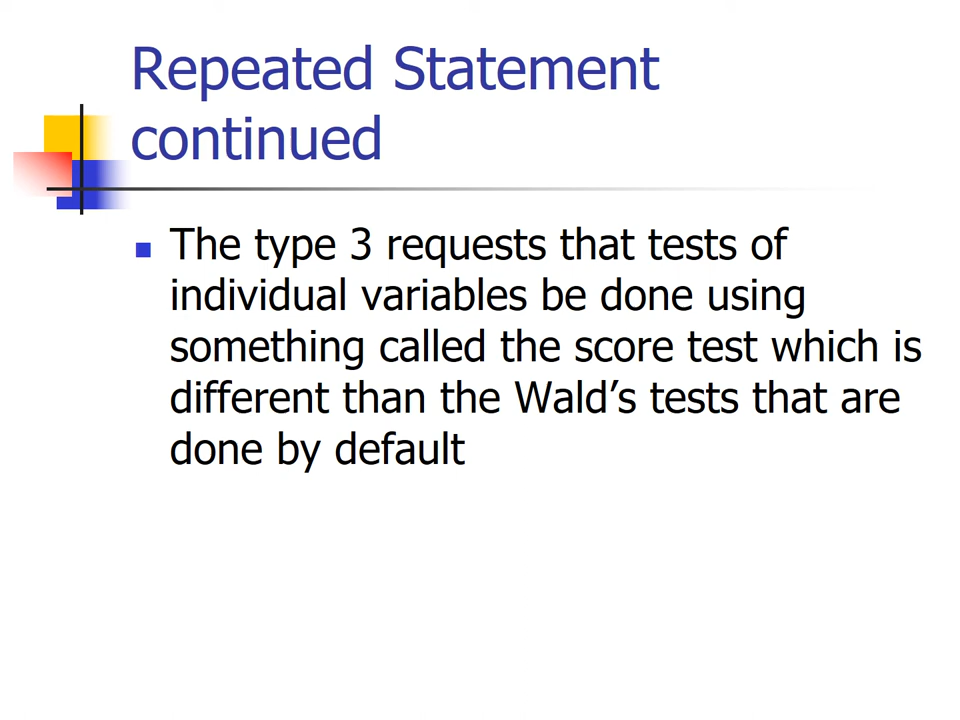 Repeated Statement
continued
The type 3 requests that tests of
individual variables be done using
something called the score test which is
different than the Wald’s tests that are
done by default